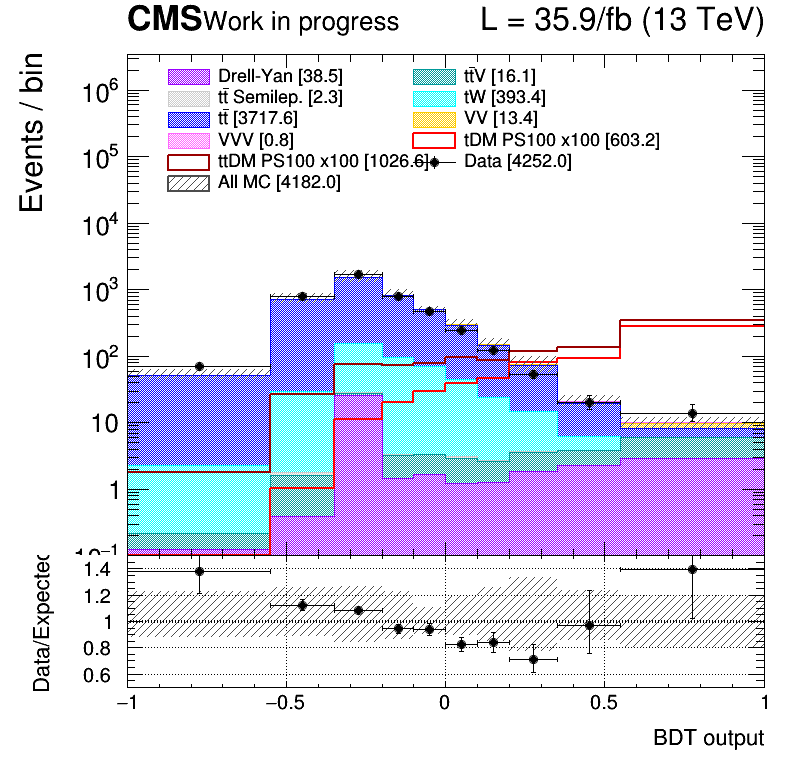 CMS Work in progress L = 35.9/fb (13 TeV)
Events / bin
Drell-Yan [38.5] tt̄V [16.1]
tt̄ Semilep. [2.3] tW [393.4]
tt̄ [3717.6] VV [13.4]
VVV [0.8] tDM PS100 x100 [603.2]
ttDM PS100 x100 [1026.6] Data [4252.0]
All MC [4182.0]
10⁶
10⁵
10⁴
10³
10²
10
1
10⁻¹
Data/Expected
1.4
1.2
1
0.8
0.6
−1 −0.5 0 0.5 1
BDT output